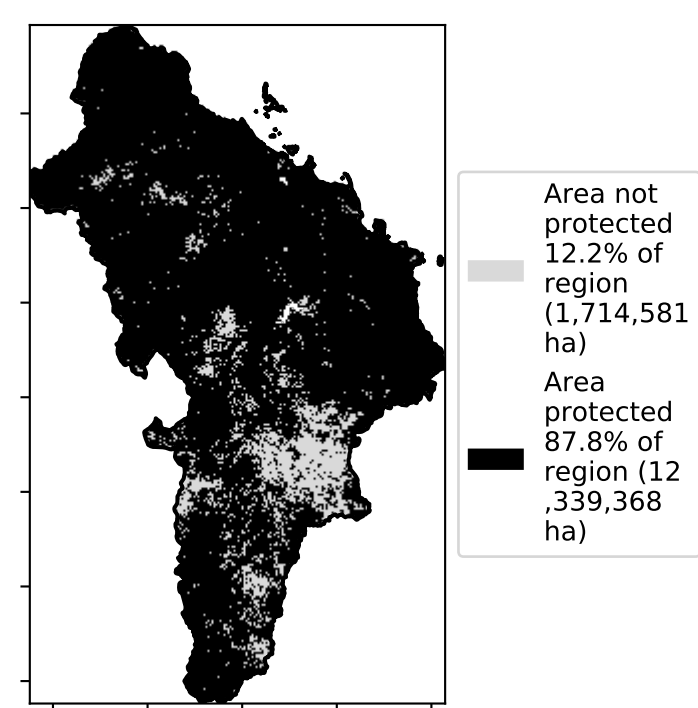 Area not
protected
12.2% of
region
(1,714,581
ha)
Area
protected
87.8% of
region (12
,339,368
ha)